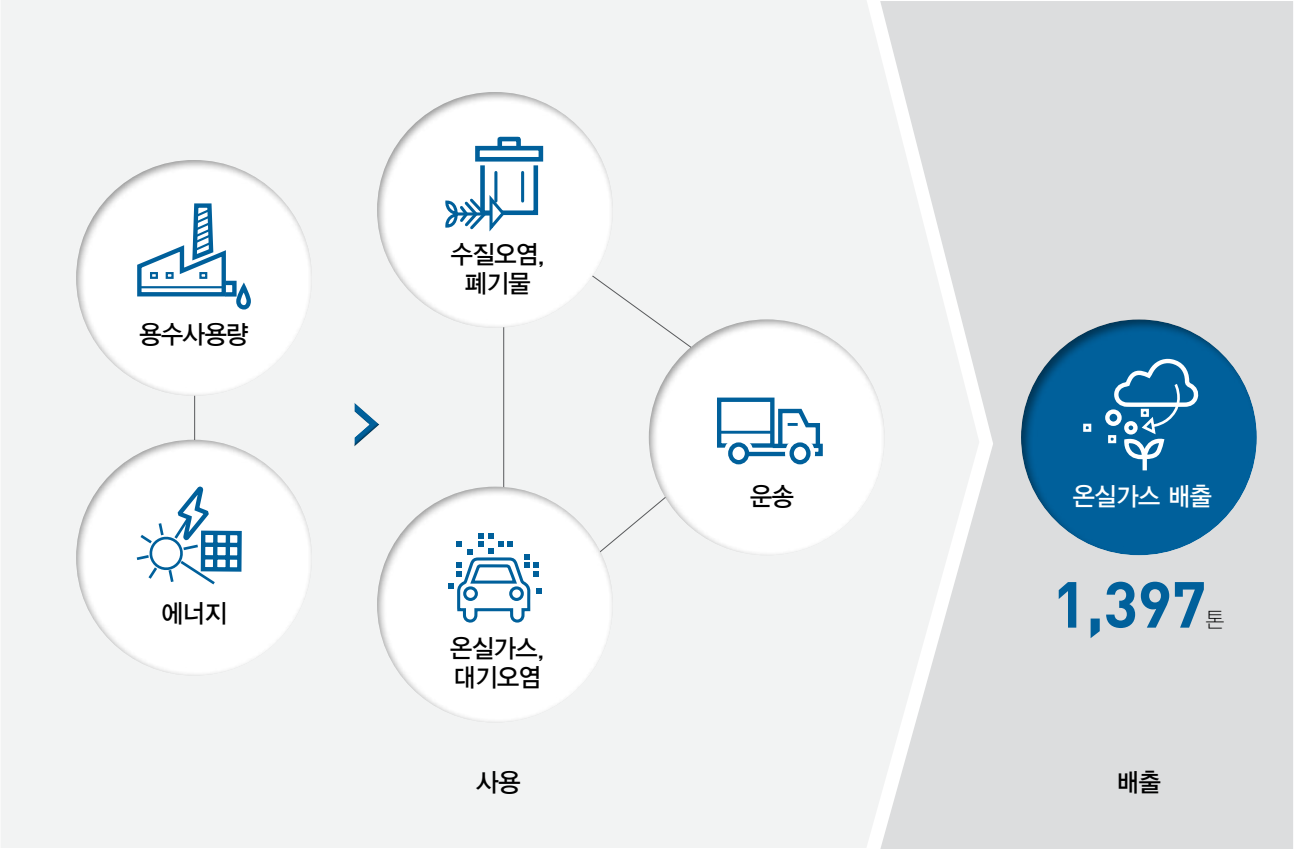 용수사용량
에너지
수질오염,
폐기물
온실가스,
대기오염
운송
사용
온실가스 배출
1,397톤
배출